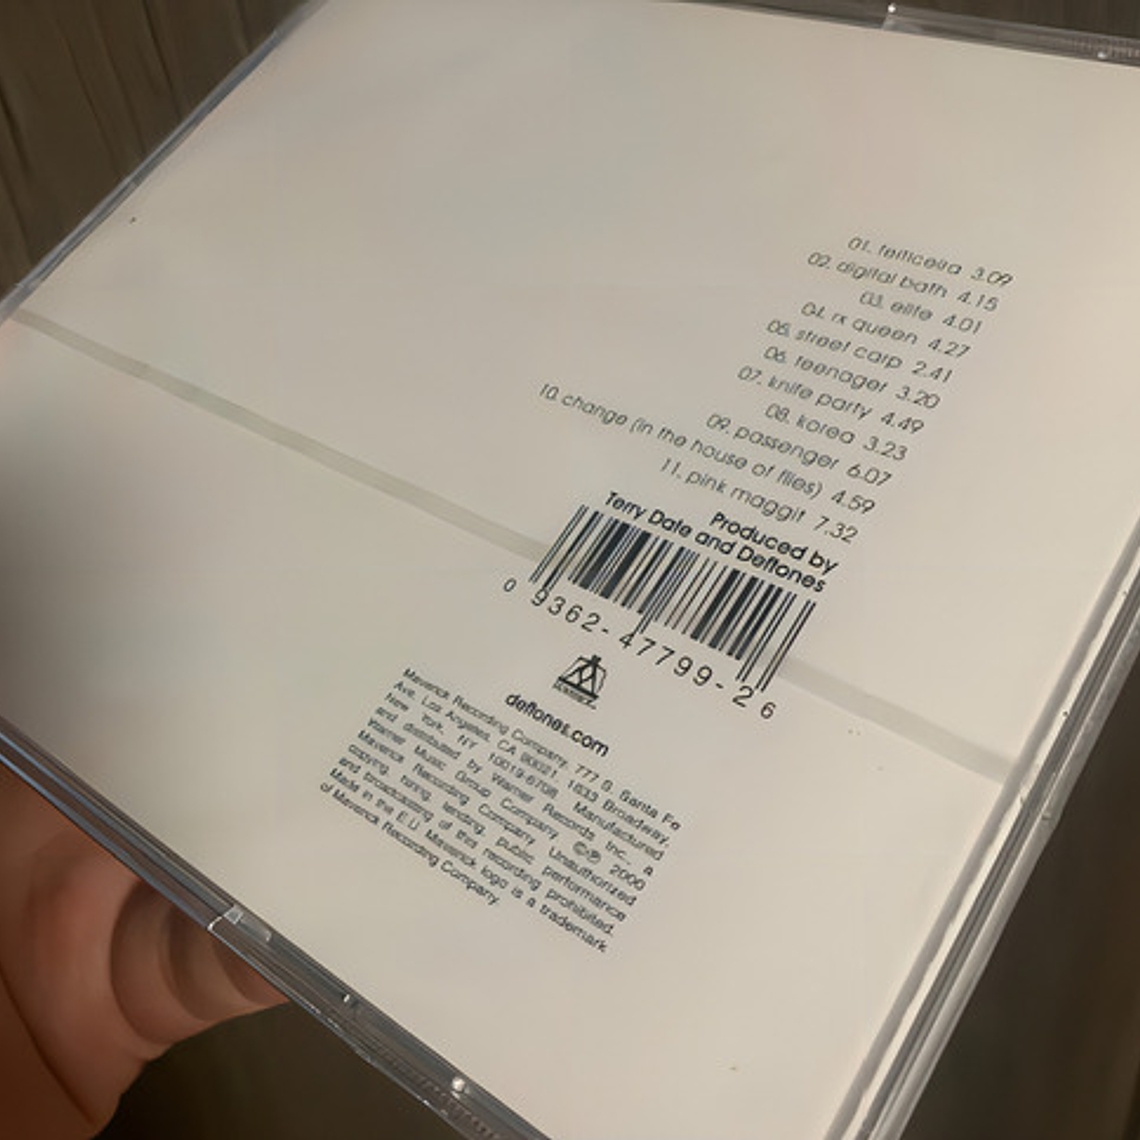 01. feiticeira 3.09
02. digital bath 4.15
03. elite 4.01
04. rx queen 4.27
05. street carp 2.41
06. teenager 3.20
07. knife party 4.49
08. korea 3.23
09. passenger 6.07
10. change (in the house of flies) 4.59
11. pink maggit 7.32
Produced by
Terry Date and Deftones
0 9362-47799-2 6
deftones.com
Maverick Recording Company, 777 S. Santa Fe
Ave. Los Angeles, CA 90021. 1633 Broadway,
New York, NY 10019-6708. Manufactured
and distributed by Warner Records Inc., a
Warner Music Group Company. ©℗ 2000
Maverick Recording Company. Unauthorized
copying, hiring, lending, public performance
and broadcasting of this recording prohibited.
Made in the E.U. Maverick logo is a trademark
of Maverick Recording Company.